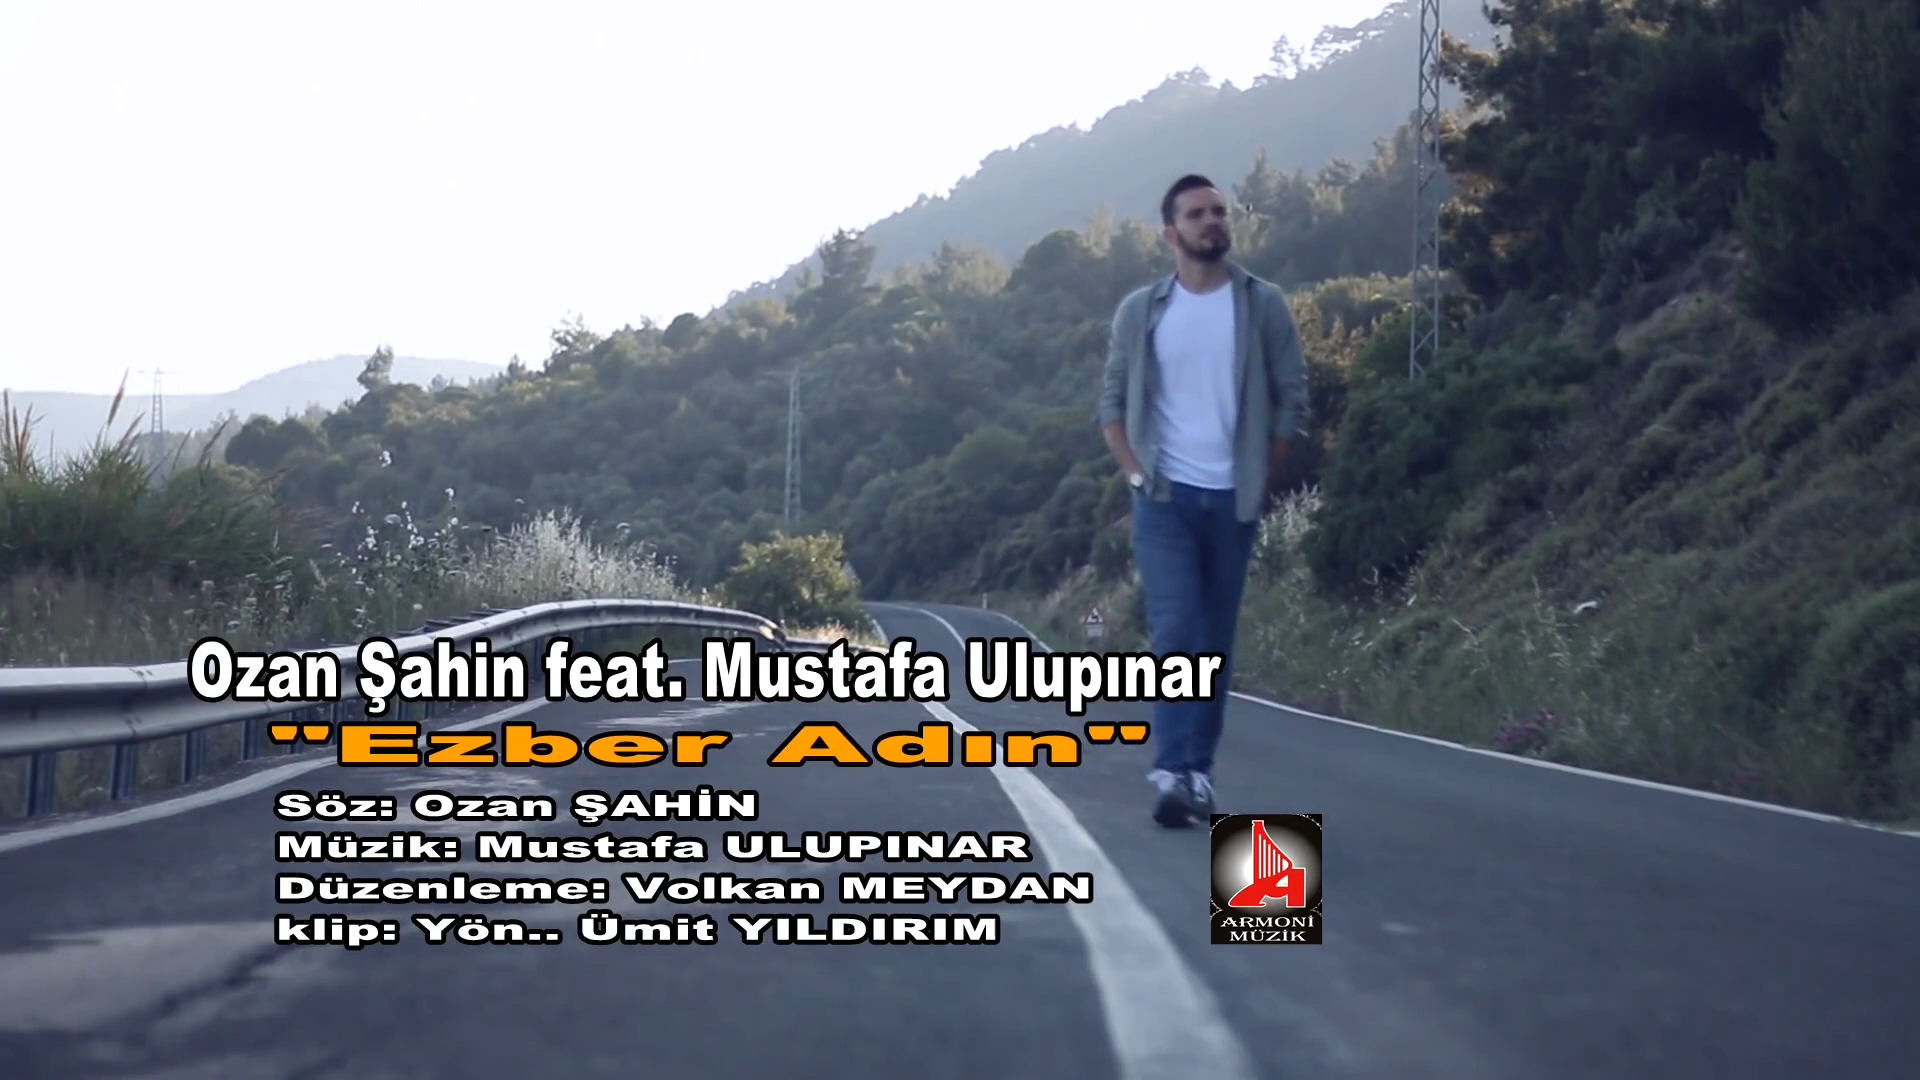 Ozan Şahin feat. Mustafa Ulupınar
"Ezber Adın"
Söz: Ozan ŞAHİN
Müzik: Mustafa ULUPINAR
Düzenleme: Volkan MEYDAN
klip: Yön.. Ümit YILDIRIM
ARMONİ
MÜZİK